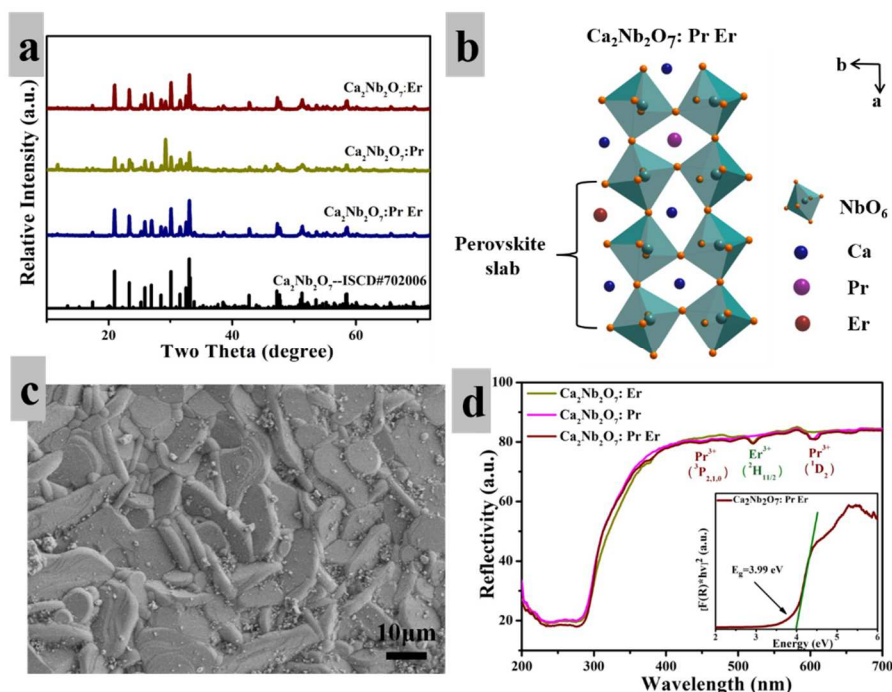 a
Relative Intensity (a.u.)
Ca₂Nb₂O₇:Er
Ca₂Nb₂O₇:Pr
Ca₂Nb₂O₇:Pr Er
Ca₂Nb₂O₇--ISCD#702006
20
40
60
Two Theta (degree)
b
Ca₂Nb₂O₇: Pr Er
b
a
Perovskite
slab
NbO₆
Ca
Pr
Er
c
10μm
d
Reflectivity (a.u.)
100
80
60
40
20
Ca₂Nb₂O₇: Er
Ca₂Nb₂O₇: Pr
Ca₂Nb₂O₇: Pr Er
Pr³⁺
(³P₂,₁,₀)
Er³⁺
(²H₁₁/₂)
Pr³⁺
(¹D₂)
Ca₂Nb₂O₇: Pr Er
[F(R)*hν]² (a.u.)
Eg=3.99 eV
2 3 4 5 6
Energy (eV)
200 300 400 500 600 700
Wavelength (nm)